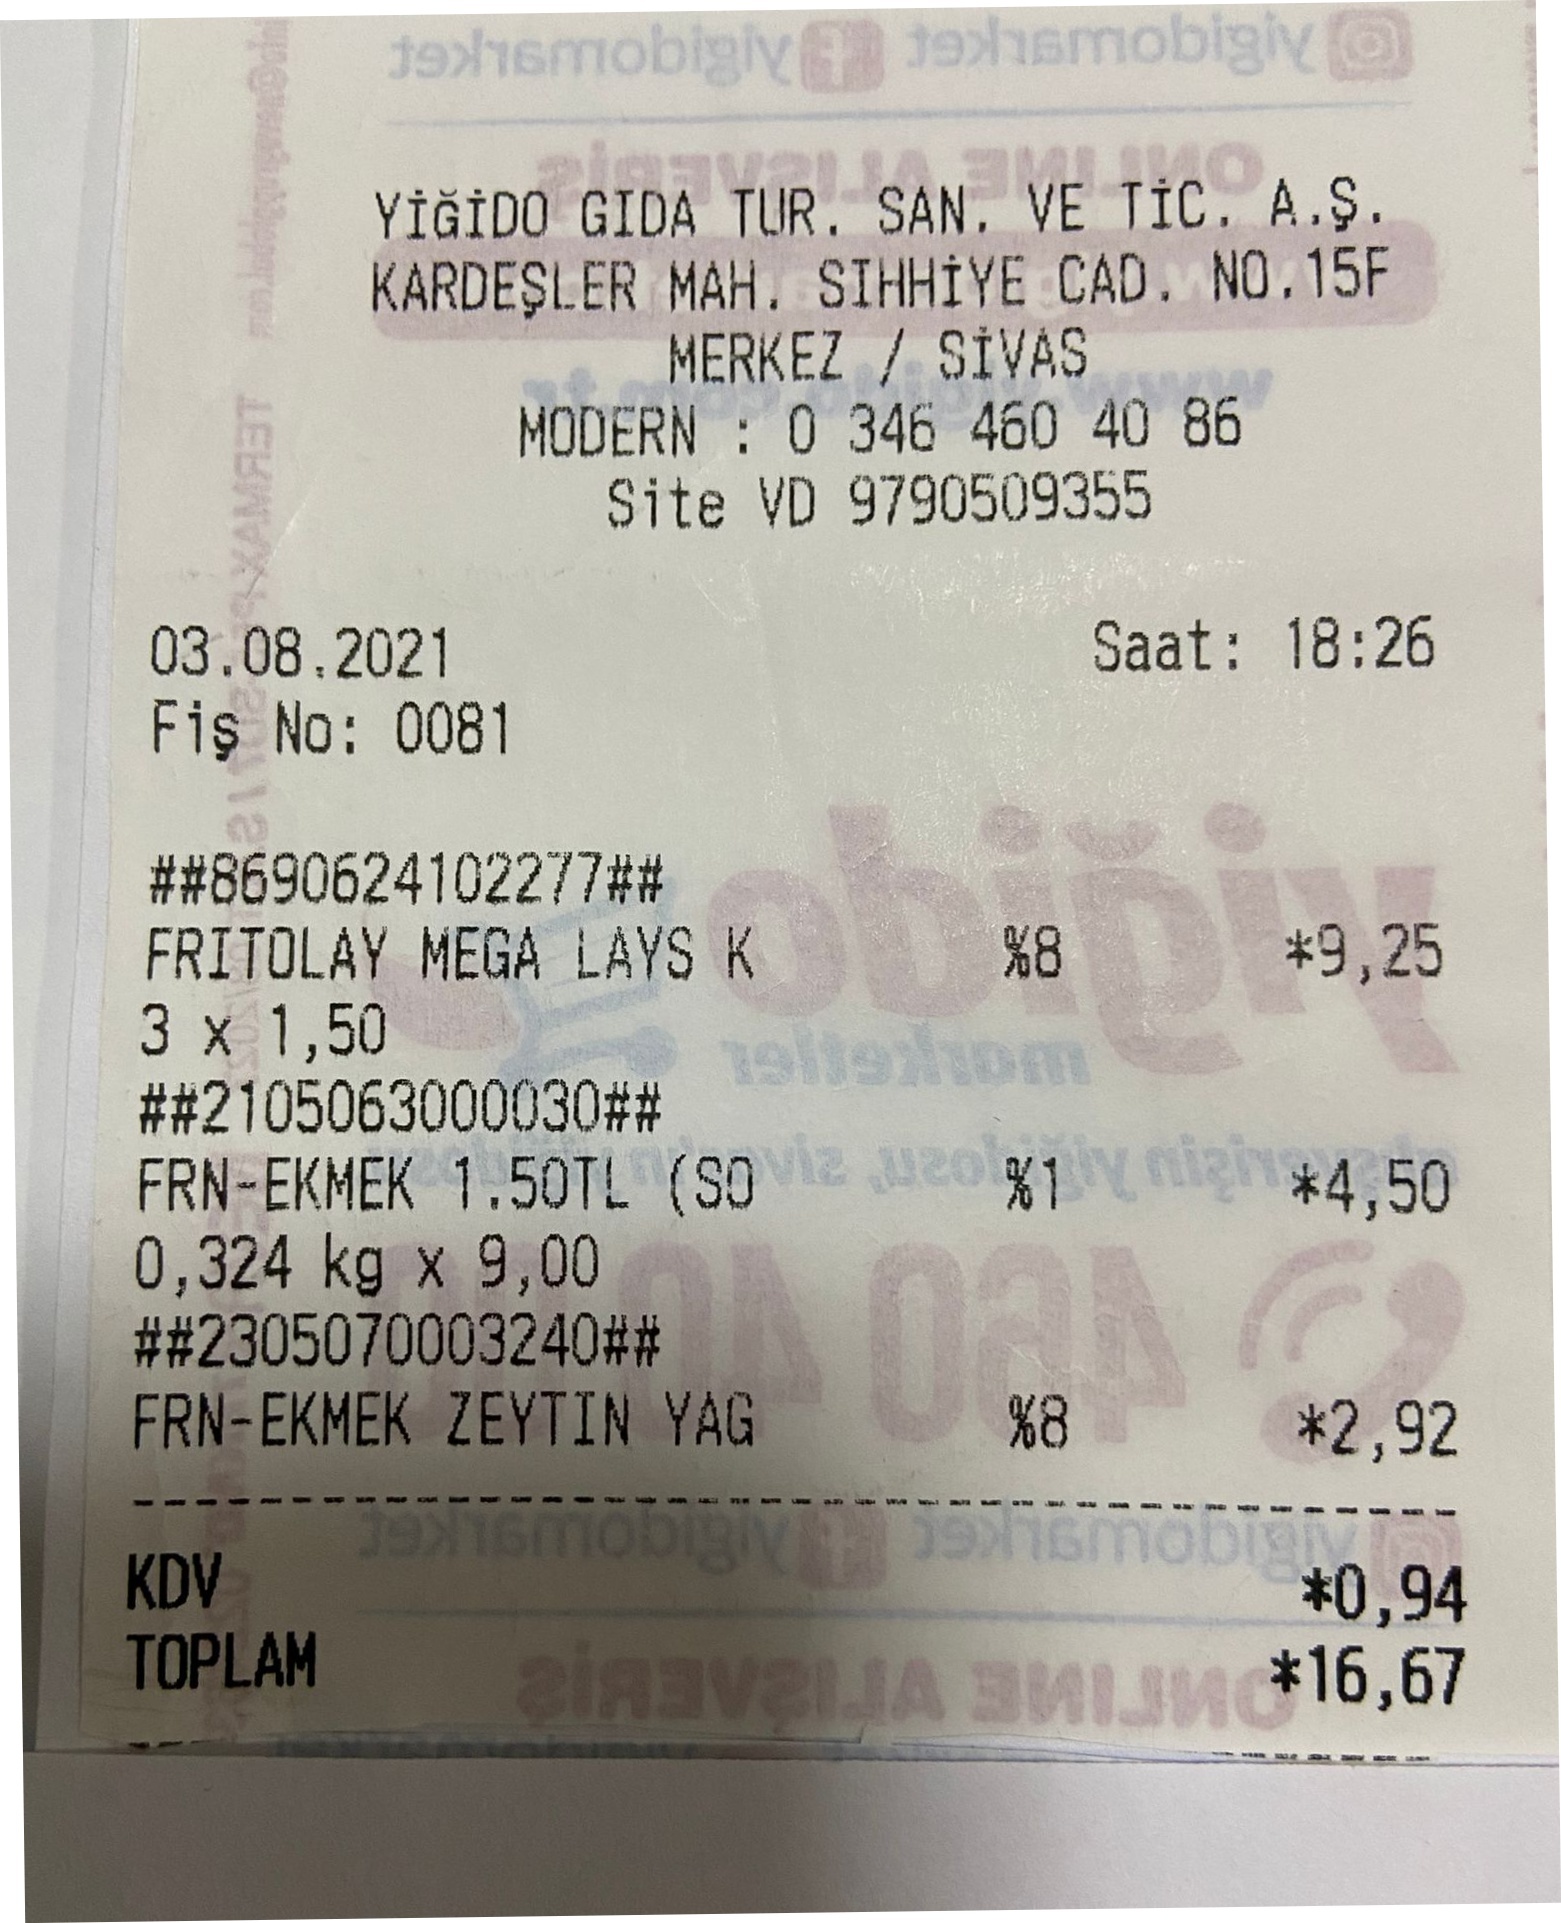 YİĞİDO GIDA TUR. SAN. VE TİC. A.Ş.
KARDEŞLER MAH. SIHHİYE CAD. NO.15F
MERKEZ / SİVAS
MODERN : 0 346 460 40 86
Site VD 9790509355
03.08.2021 Saat: 18:26
Fiş No: 0081
##8690624102277##
FRITOLAY MEGA LAYS K %8 *9,25
3 x 1,50
##2105063000030##
FRN-EKMEK 1.50TL (SO %1 *4,50
0,324 kg x 9,00
##2305070003240##
FRN-EKMEK ZEYTIN YAG %8 *2,92
KDV *0,94
TOPLAM *16,67